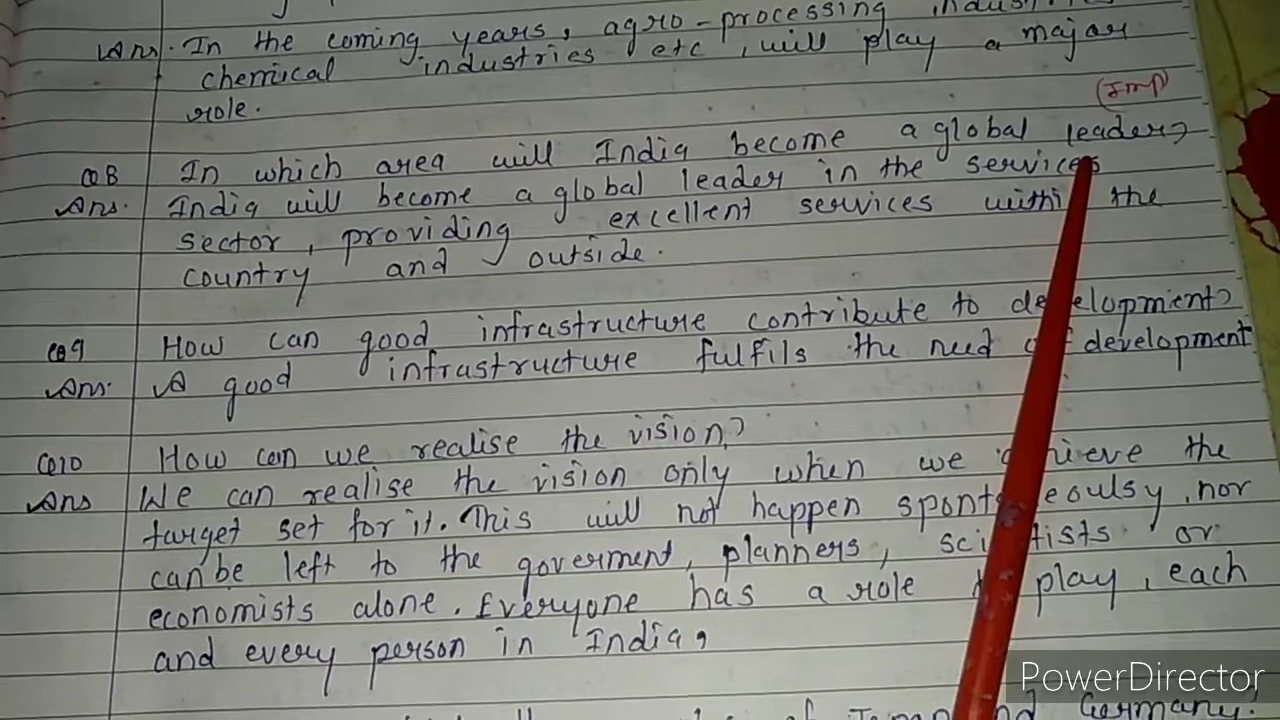 Ans. In the coming years, agro-processing
chemical industries etc, will play a major
role.
(Imp)
Q8 In which area will India become a global leader?
Ans. India will become a global leader in the services
sector, providing excellent services within the
country and outside.
Q9 How can good infrastructure contribute to development?
Ans. A good infrastructure fulfils the need of development
Q10 How can we realise the vision?
Ans We can realise the vision only when we achieve the
target set for it. This will not happen sponteoulsy, nor
can be left to the goverment, planners, scientists or
economists alone. Everyone has a role to play, each
and every person in India,
of and Germany!
PowerDirector